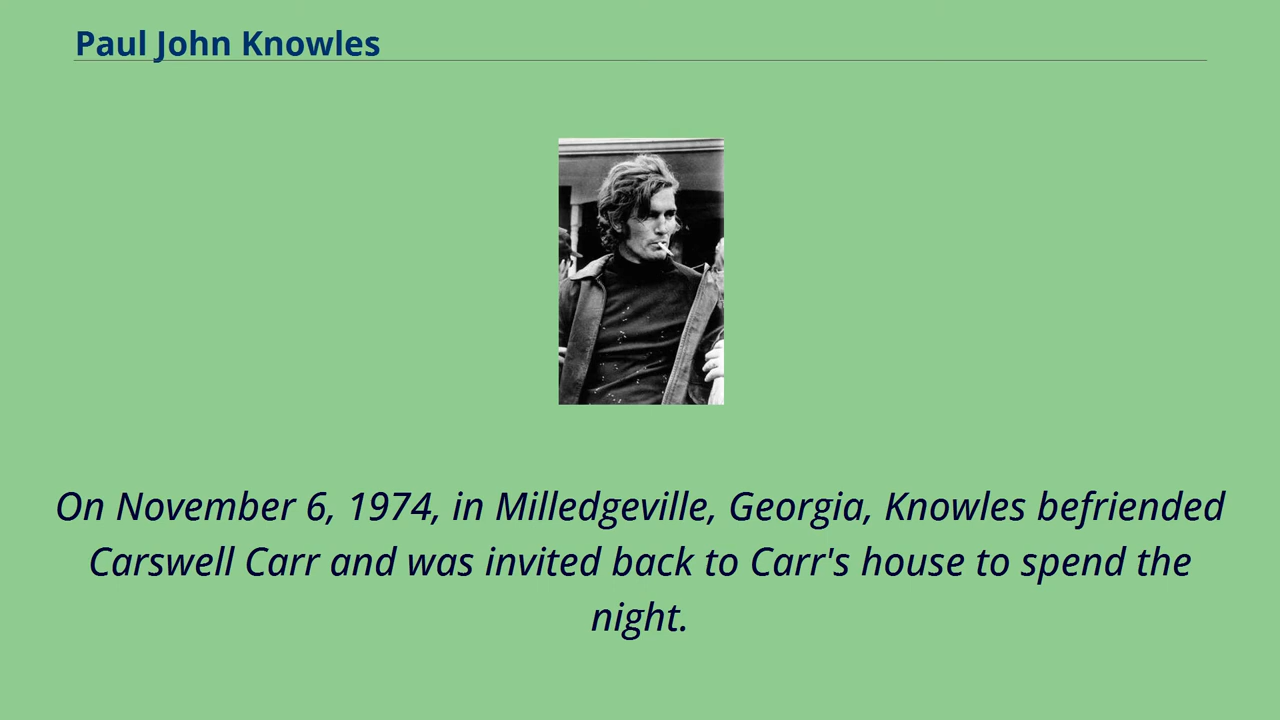 Paul John Knowles
On November 6, 1974, in Milledgeville, Georgia, Knowles befriended
Carswell Carr and was invited back to Carr's house to spend the
night.